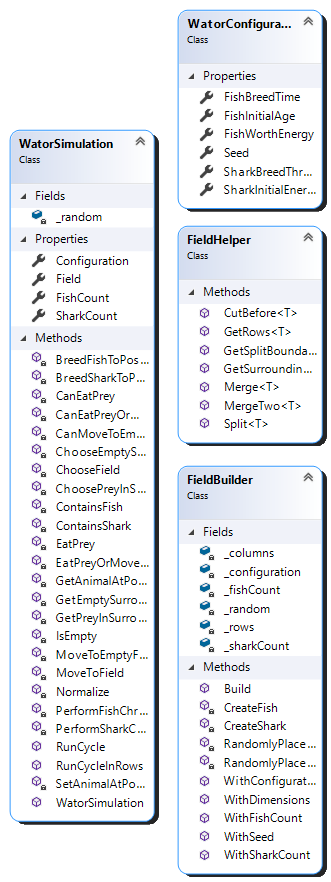 WatorSimulation
Class
Fields
_random
Properties
Configuration
Field
FishCount
SharkCount
Methods
BreedFishToPos...
BreedSharkToP...
CanEatPrey
CanEatPreyOr...
CanMoveToEm...
ChooseEmptyS...
ChooseField
ChoosePreyInS...
ContainsFish
ContainsShark
EatPrey
EatPreyOrMove...
GetAnimalAtPo...
GetEmptySurro...
GetPreyInSurro...
IsEmpty
MoveToEmptyF...
MoveToField
Normalize
PerformFishChr...
PerformSharkC...
RunCycle
RunCycleInRows
SetAnimalAtPo...
WatorSimulation
WatorConfigura...
Class
Properties
FishBreedTime
FishInitialAge
FishWorthEnergy
Seed
SharkBreedThr...
SharkInitialEner...
FieldHelper
Class
Methods
CutBefore<T>
GetRows<T>
GetSplitBounda...
GetSurroundin...
Merge<T>
MergeTwo<T>
Split<T>
FieldBuilder
Class
Fields
_columns
_configuration
_fishCount
_random
_rows
_sharkCount
Methods
Build
CreateFish
CreateShark
RandomlyPlace...
RandomlyPlace...
WithConfigurat...
WithDimensions
WithFishCount
WithSeed
WithSharkCount